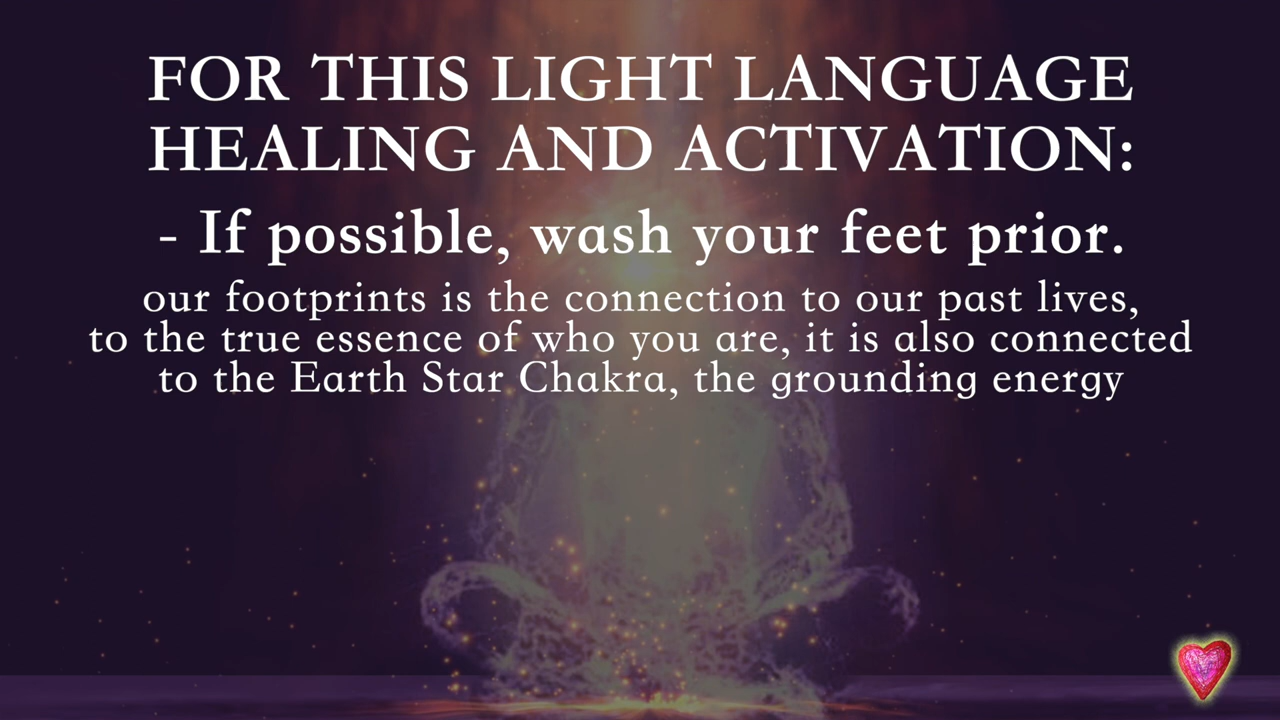 FOR THIS LIGHT LANGUAGE
HEALING AND ACTIVATION:
- If possible, wash your feet prior.
our footprints is the connection to our past lives,
to the true essence of who you are, it is also connected
to the Earth Star Chakra, the grounding energy